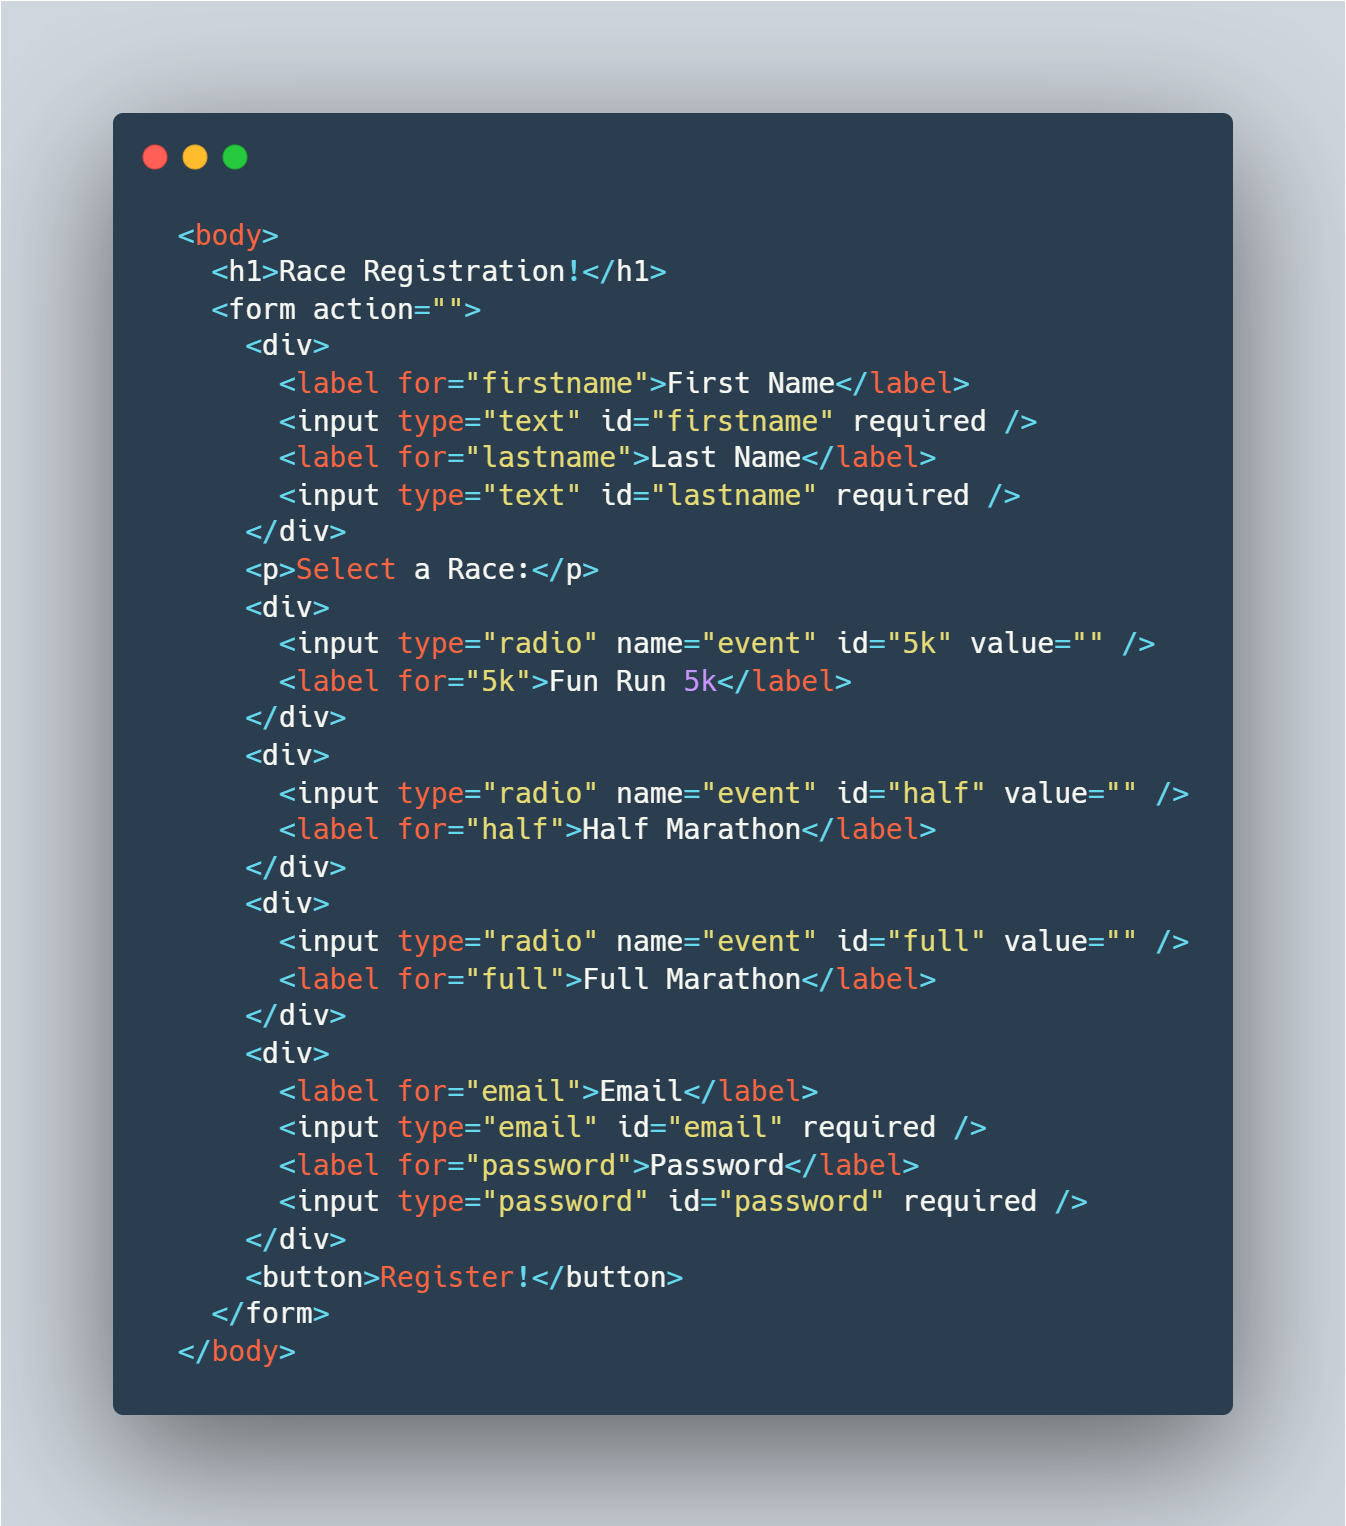 <body>
  <h1>Race Registration!</h1>
  <form action="">
    <div>
      <label for="firstname">First Name</label>
      <input type="text" id="firstname" required />
      <label for="lastname">Last Name</label>
      <input type="text" id="lastname" required />
    </div>
    <p>Select a Race:</p>
    <div>
      <input type="radio" name="event" id="5k" value="" />
      <label for="5k">Fun Run 5k</label>
    </div>
    <div>
      <input type="radio" name="event" id="half" value="" />
      <label for="half">Half Marathon</label>
    </div>
    <div>
      <input type="radio" name="event" id="full" value="" />
      <label for="full">Full Marathon</label>
    </div>
    <div>
      <label for="email">Email</label>
      <input type="email" id="email" required />
      <label for="password">Password</label>
      <input type="password" id="password" required />
    </div>
    <button>Register!</button>
  </form>
</body>